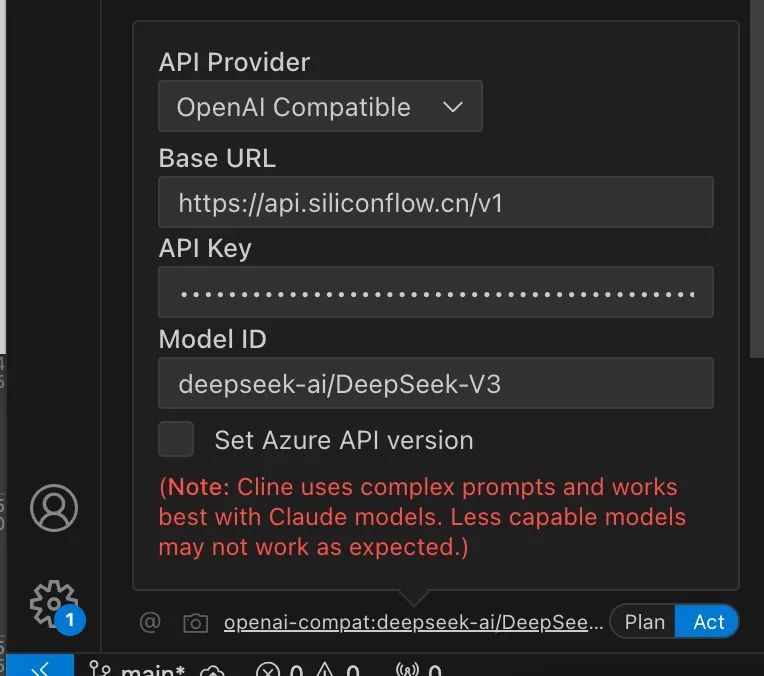 API Provider
OpenAI Compatible
Base URL
https://api.siliconflow.cn/v1
API Key
••••••••••••••••••••••••••••••••••••••••••••
Model ID
deepseek-ai/DeepSeek-V3
Set Azure API version
(Note: Cline uses complex prompts and works
best with Claude models. Less capable models
may not work as expected.)
1
@ openai-compat:deepseek-ai/DeepSee... Plan Act
main* 0 0 0